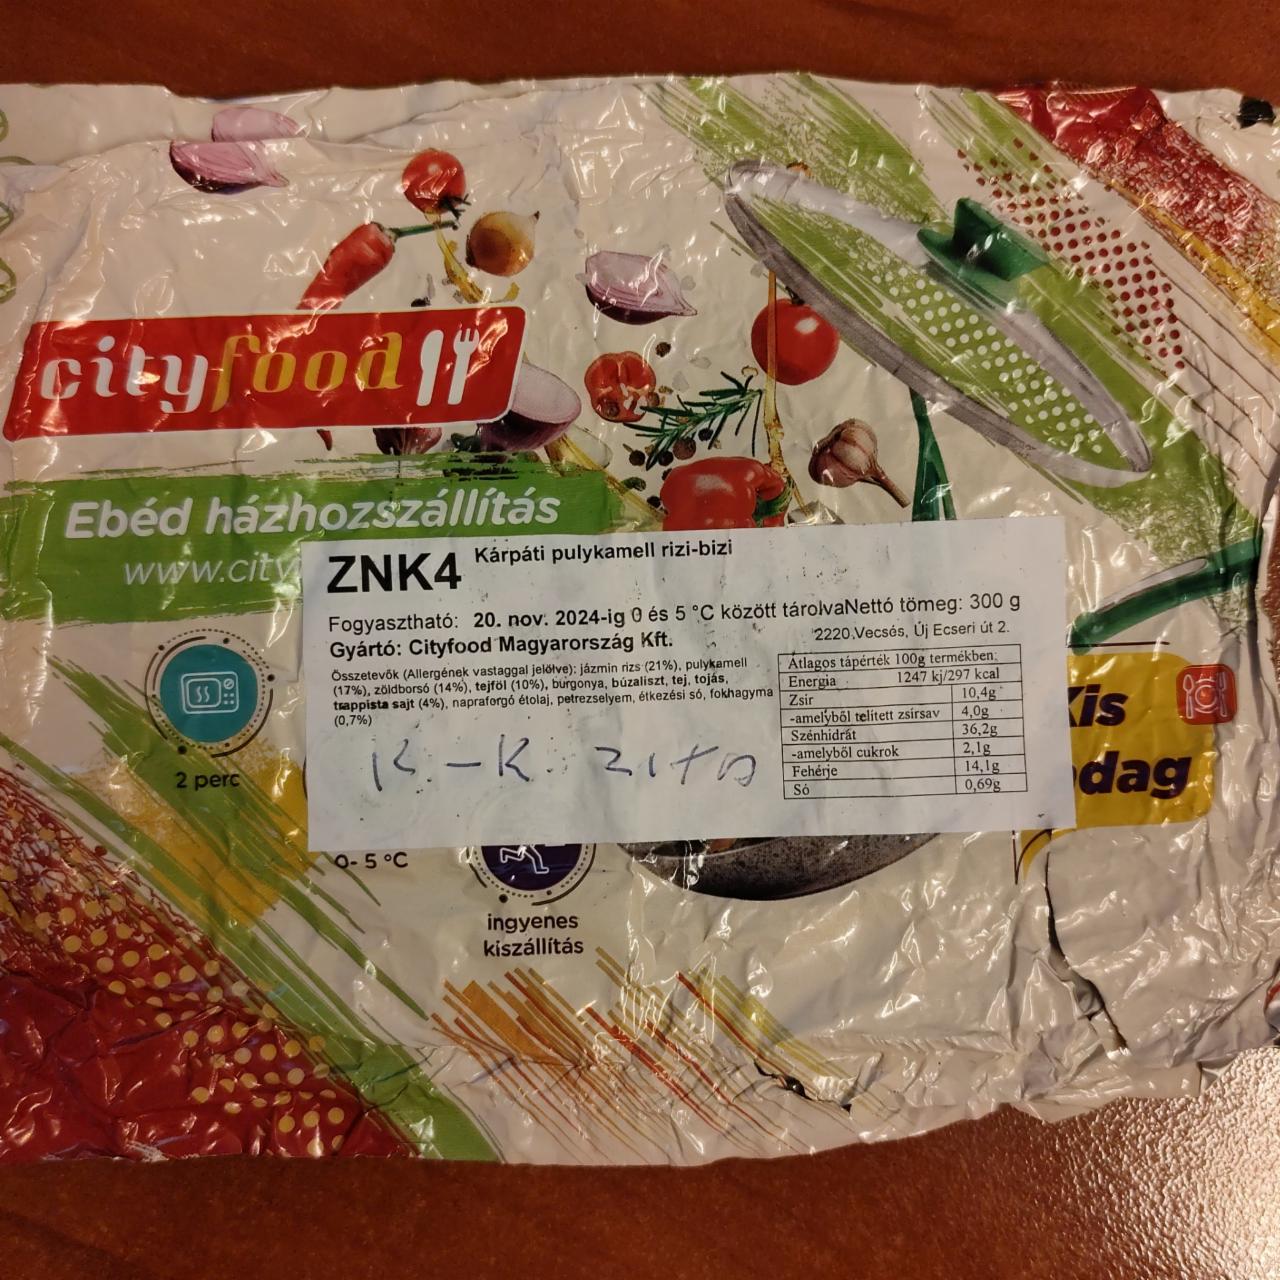 cityfood
Ebéd házhozszállítás
www.city
ZNK4 Kárpáti pulykamell rizi-bizi
Fogyasztható: 20. nov. 2024-ig 0 és 5 °C között tárolvaNettó tömeg: 300 g
Gyártó: Cityfood Magyarország Kft. 2220.Vecsés, Új Ecseri út 2.
Összetevők (Allergének vastaggal jelölve): jázmin rizs (21%), pulykamell
(17%), zöldborsó (14%), tejföl (10%), burgonya, búzaliszt, tej, tojás,
trappista sajt (4%), napraforgó étolaj, petrezselyem, étkezési só, fokhagyma
(0,7%)
Átlagos tápérték 100g termékben:
Energia 1247 kj/297 kcal
Zsír 10,4g
-amelyből telített zsírsav 4,0g
Szénhidrát 36,2g
-amelyből cukrok 2,1g
Fehérje 14,1g
Só 0,69g
K.-K. Zita
Kis
dag
2 perc
0- 5 °C
ingyenes
kiszállítás